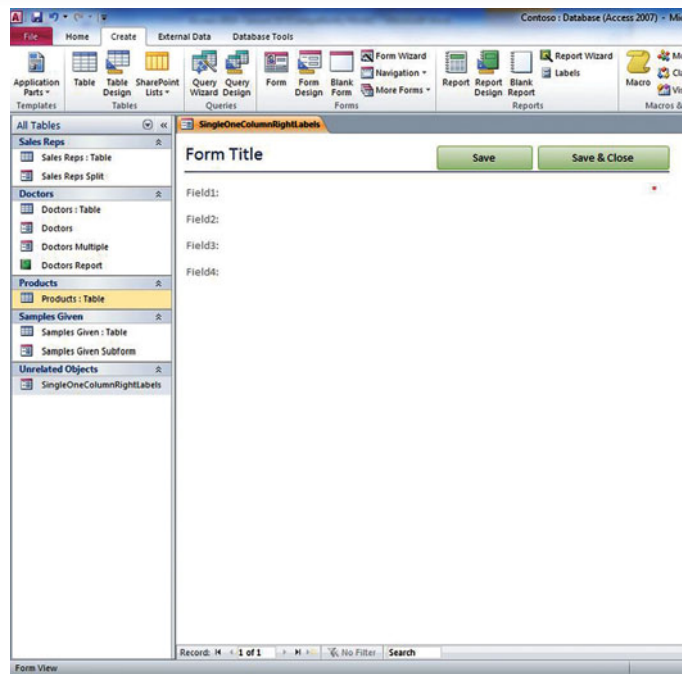 Contoso : Database (Access 2007) - Mi
File Home Create External Data Database Tools
Application Parts
Table
Table Design
SharePoint Lists
Query Wizard
Query Design
Form
Form Design
Blank Form
Form Wizard
Navigation
More Forms
Report
Report Design
Blank Report
Report Wizard
Labels
Macro
Templates Tables Queries Forms Reports Macros &
All Tables
SingleOneColumnRightLabels
Sales Reps
Sales Reps : Table
Sales Reps Split
Doctors
Doctors : Table
Doctors
Doctors Multiple
Doctors Report
Products
Products : Table
Samples Given
Samples Given : Table
Samples Given Subform
Unrelated Objects
SingleOneColumnRightLabels
Form Title
Save
Save & Close
Field1:
*
Field2:
Field3:
Field4:
Record: 1 of 1 No Filter Search
Form View